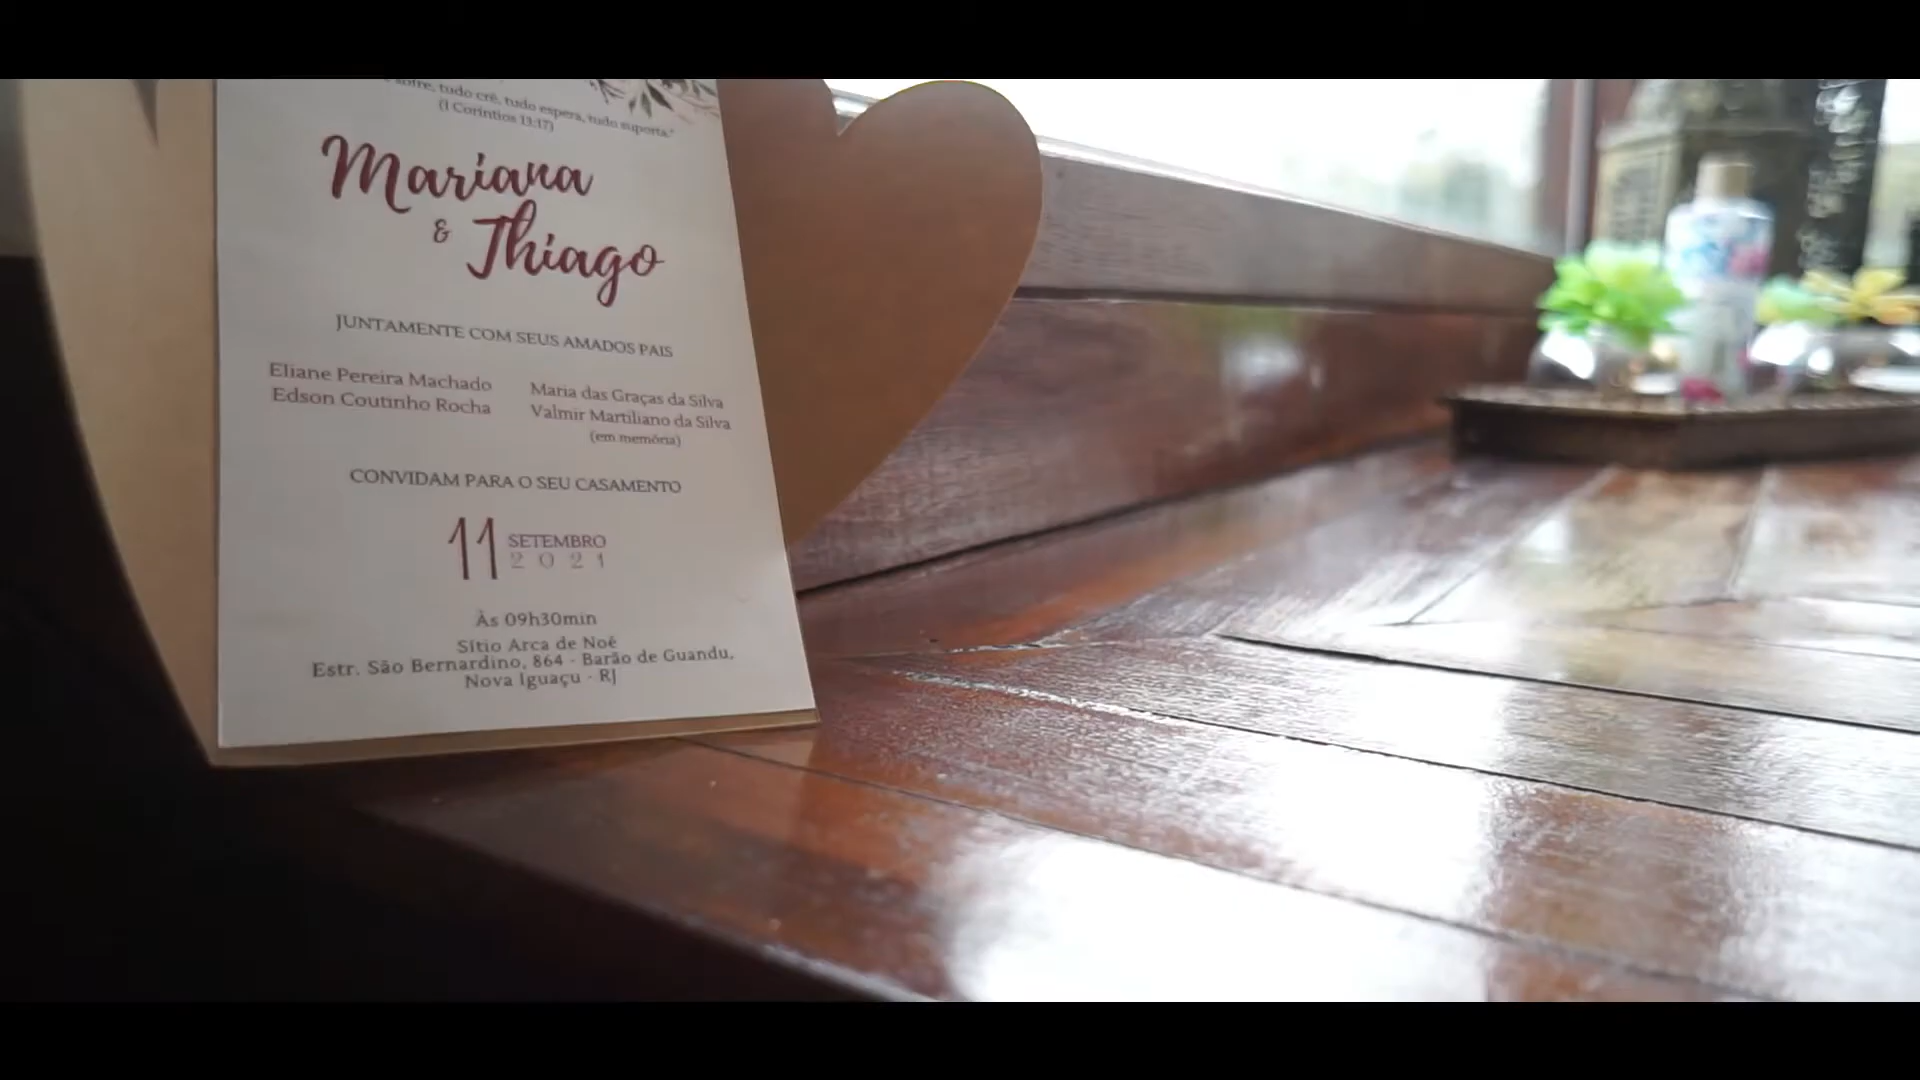 sofre, tudo crê, tudo espera, tudo suporta."
(1 Coríntios 13:17)
Mariana
& Thiago
JUNTAMENTE COM SEUS AMADOS PAIS
Eliane Pereira Machado
Edson Coutinho Rocha
Maria das Graças da Silva
Valmir Martiliano da Silva
(em memória)
CONVIDAM PARA O SEU CASAMENTO
11 SETEMBRO
2021
Às 09h30min
Sítio Arca de Noé
Estr. São Bernardino, 864 - Barão de Guandu,
Nova Iguaçu - RJ